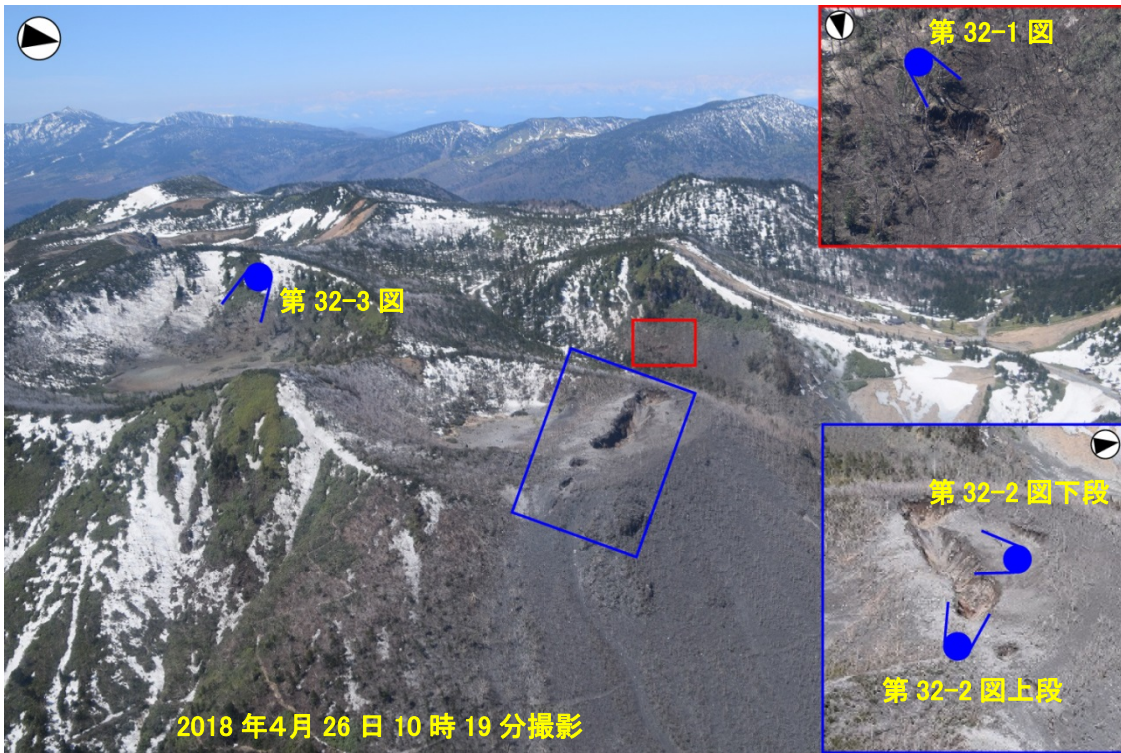 第 32-1 図
第 32-3 図
第 32-2 図下段
第 32-2 図上段
2018 年４月 26 日 10 時 19 分撮影